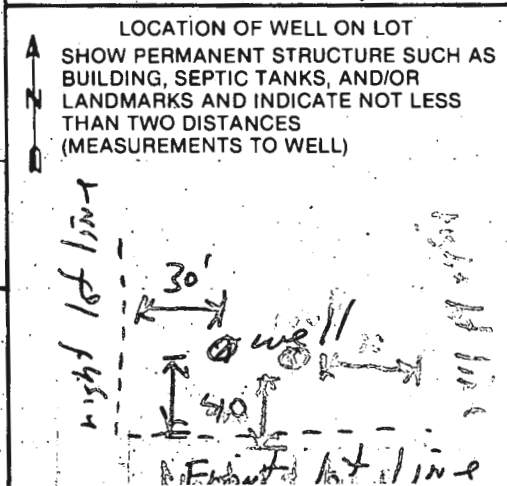 LOCATION OF WELL ON LOT
SHOW PERMANENT STRUCTURE SUCH AS
BUILDING, SEPTIC TANKS, AND/OR
LANDMARKS AND INDICATE NOT LESS
THAN TWO DISTANCES
(MEASUREMENTS TO WELL)
N
right lot line
30'
well
40
Front lot line